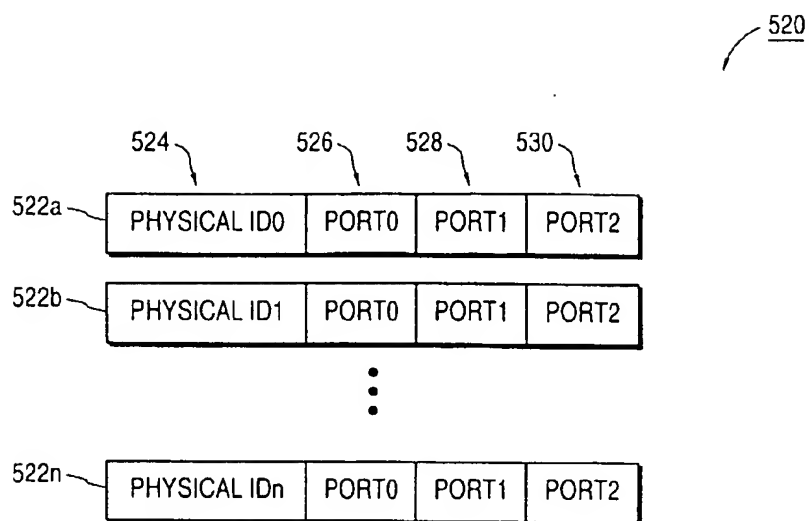 520
524 526 528 530
522a PHYSICAL ID0 PORT0 PORT1 PORT2
522b PHYSICAL ID1 PORT0 PORT1 PORT2
522n PHYSICAL IDn PORT0 PORT1 PORT2